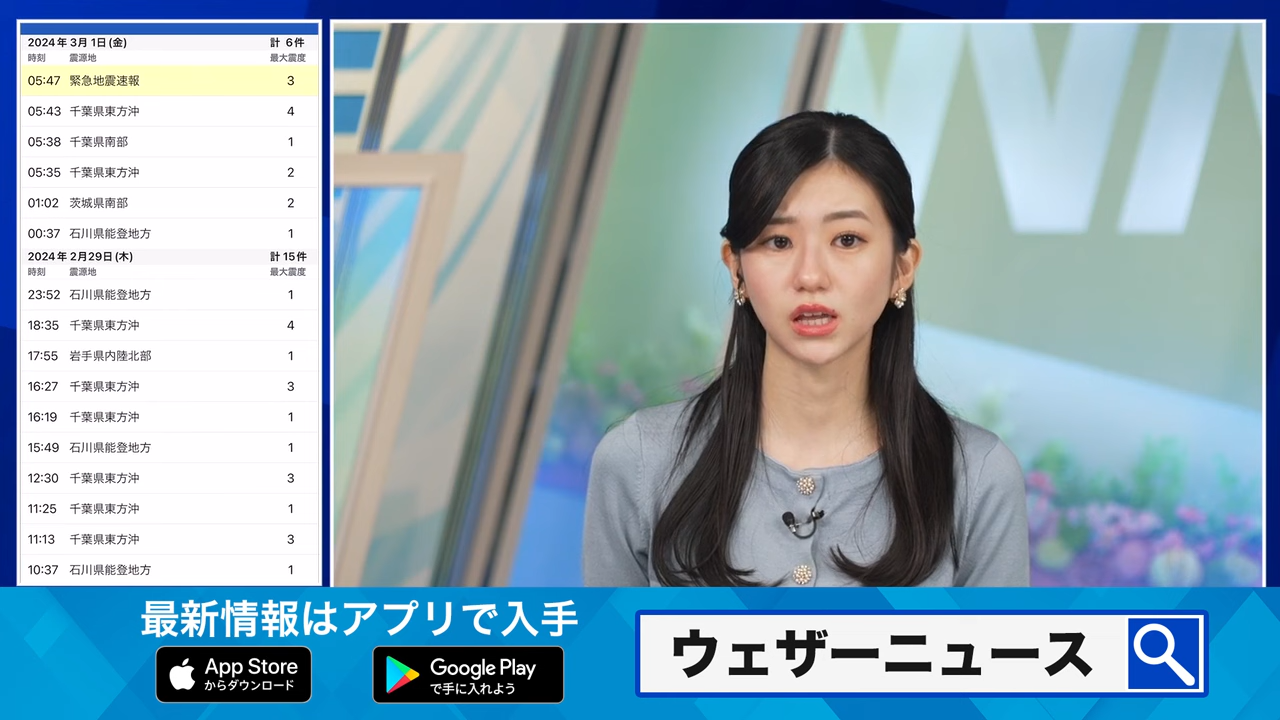 2024年 3月 1日(金) 計 6件
時刻 震源地 最大震度
05:47 緊急地震速報 3
05:43 千葉県東方沖 4
05:38 千葉県南部 1
05:35 千葉県東方沖 2
01:02 茨城県南部 2
00:37 石川県能登地方 1
2024年 2月29日(木) 計 15件
時刻 震源地 最大震度
23:52 石川県能登地方 1
18:35 千葉県東方沖 4
17:55 岩手県内陸北部 1
16:27 千葉県東方沖 3
16:19 千葉県東方沖 1
15:49 石川県能登地方 1
12:30 千葉県東方沖 3
11:25 千葉県東方沖 1
11:13 千葉県東方沖 3
10:37 石川県能登地方 1
最新情報はアプリで入手
App Store
からダウンロード
Google Play
で手に入れよう
ウェザーニュース